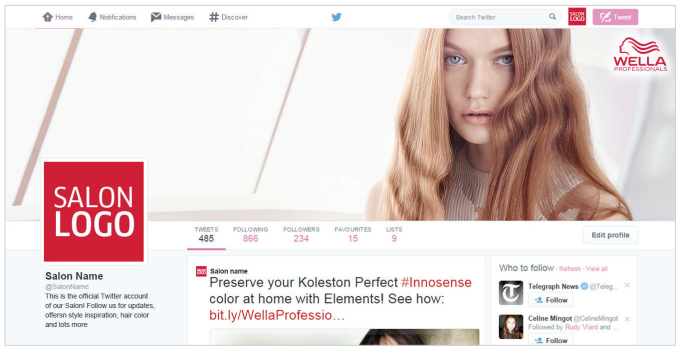 Home
Notifications
Messages
Discover
Search Twitter
SALON
LOGO
Tweet
WELLA
PROFESSIONALS
SALON
LOGO
TWEETS
485
FOLLOWING
866
FOLLOWERS
234
FAVOURITES
15
LISTS
9
Edit profile
Salon Name
@SalonName
This is the official Twitter account
of our Salon! Follow us for updates,
offersn style inspiration, hair color
and lots more
Salon name
Preserve your Koleston Perfect #Innosense
color at home with Elements! See how:
bit.ly/WellaProfessio…
Who to follow · Refresh · View all
Telegraph News @Teleg...
Follow
Celine Mingot @CelineMingot
Followed by Rudy Viard and ...
Follow